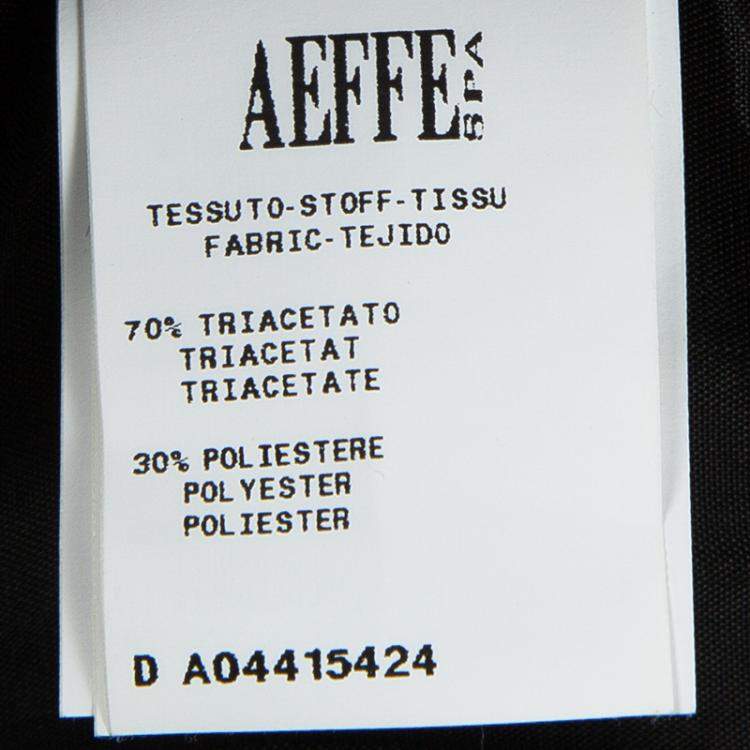 AEFFE SPA
TESSUTO-STOFF-TISSU
FABRIC-TEJIDO
70% TRIACETATO
TRIACETAT
TRIACETATE
30% POLIESTERE
POLYESTER
POLIESTER
D A04415424